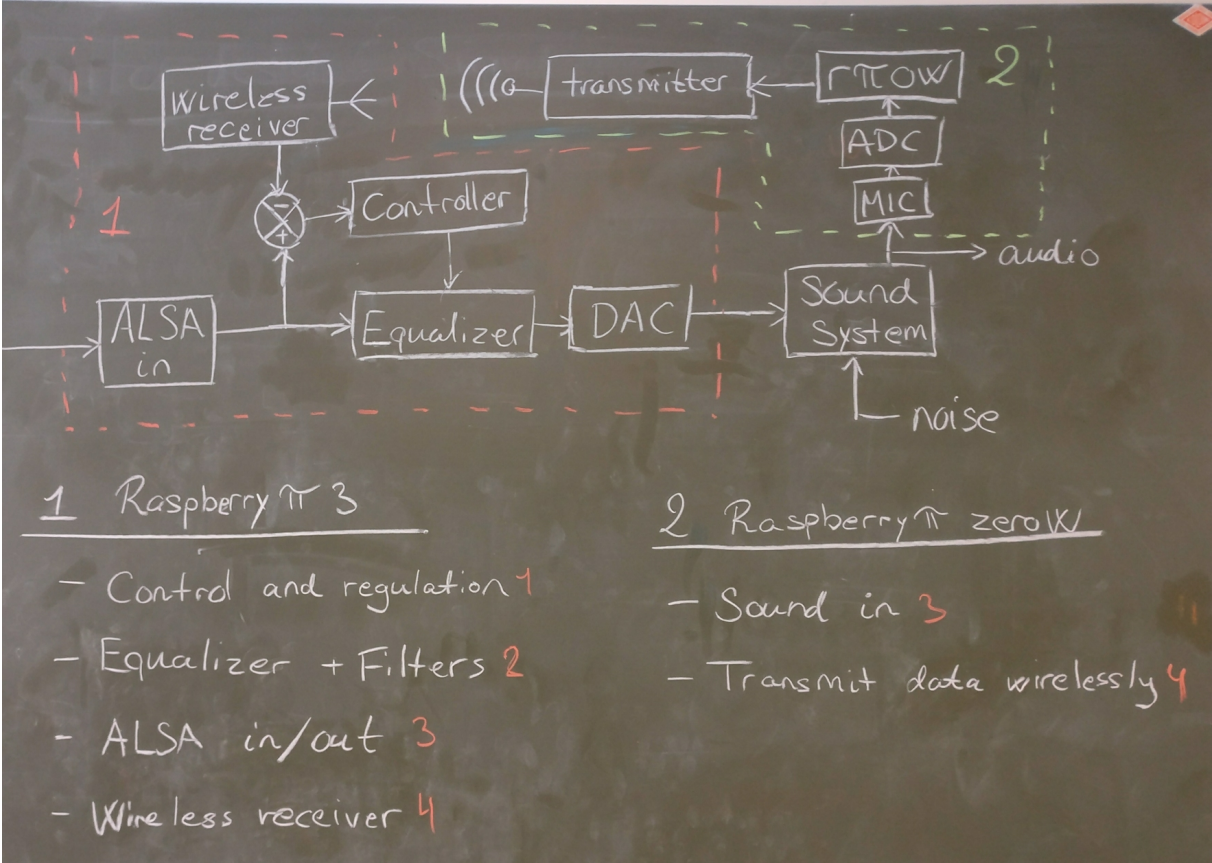 wireless
receiver
transmitter
rπ0W
2
ADC
MIC
1
-
+
Controller
audio
ALSA
in
Equalizer
DAC
Sound
System
noise
1 Raspberry π 3
- Control and regulation 1
- Equalizer + Filters 2
- ALSA in/out 3
- Wireless receiver 4
2 Raspberry π zero W
- Sound in 3
- Transmit data wirelessly 4